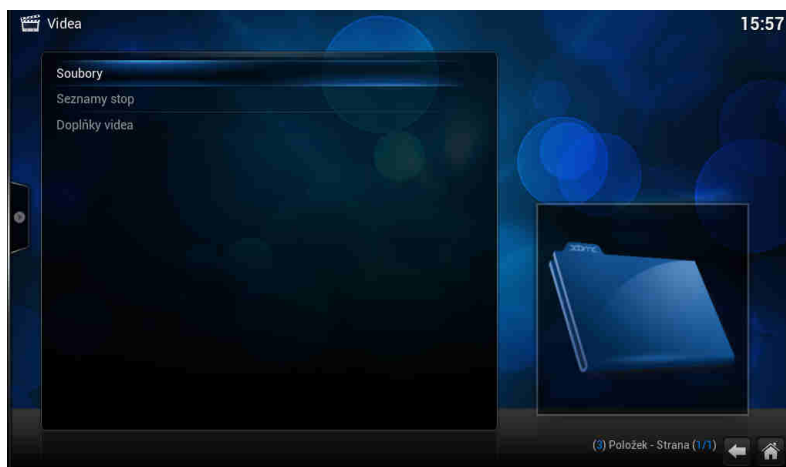 Videa
15:57
Soubory
Seznamy stop
Doplňky videa
xbmc
(3) Položek - Strana (1/1)